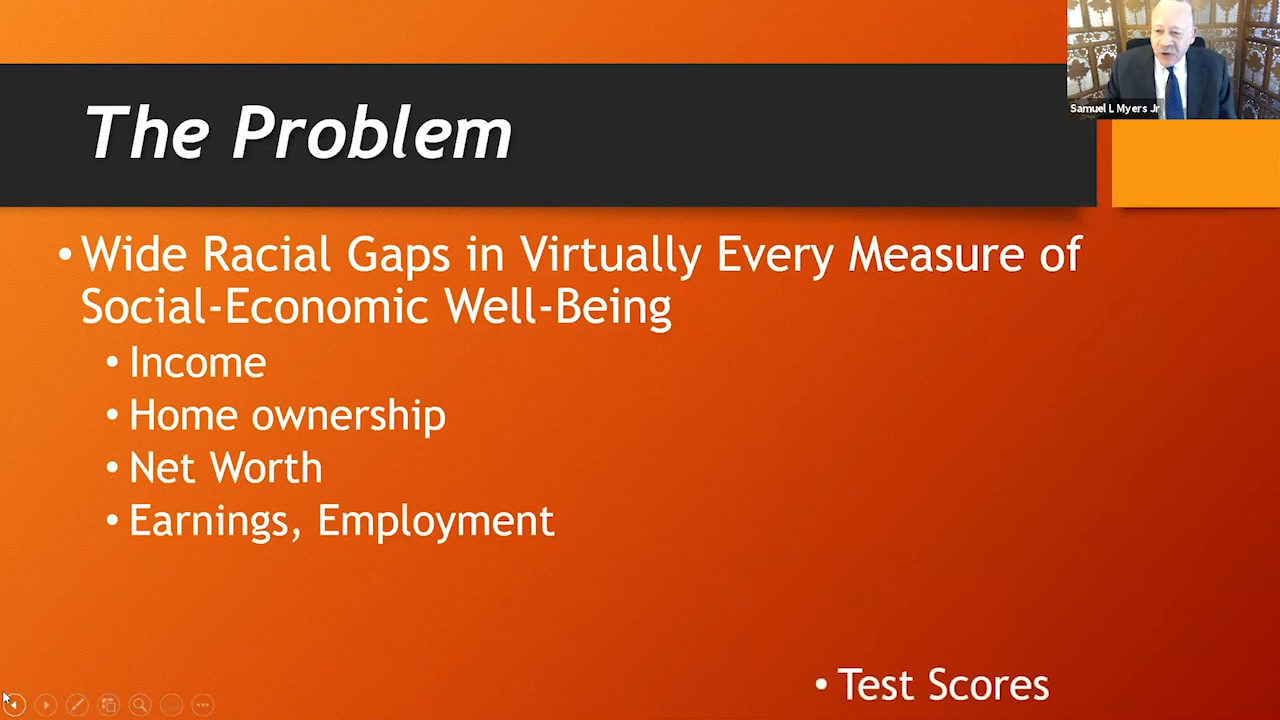 Samuel L Myers Jr
The Problem
• Wide Racial Gaps in Virtually Every Measure of
Social-Economic Well-Being
• Income
• Home ownership
• Net Worth
• Earnings, Employment
• Test Scores